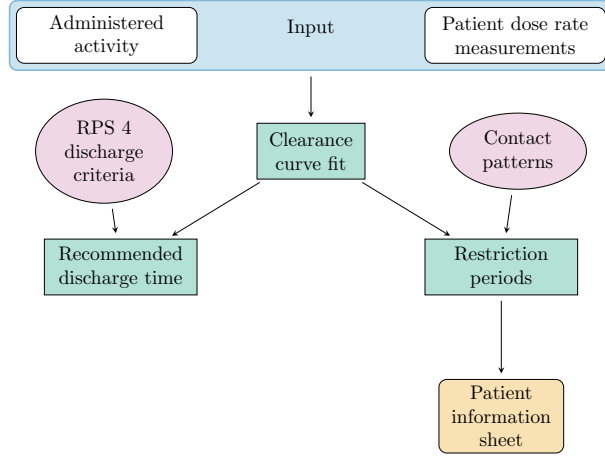 Administered
activity
Input
Patient dose rate
measurements
RPS 4
discharge
criteria
Clearance
curve fit
Contact
patterns
Recommended
discharge time
Restriction
periods
Patient
information
sheet